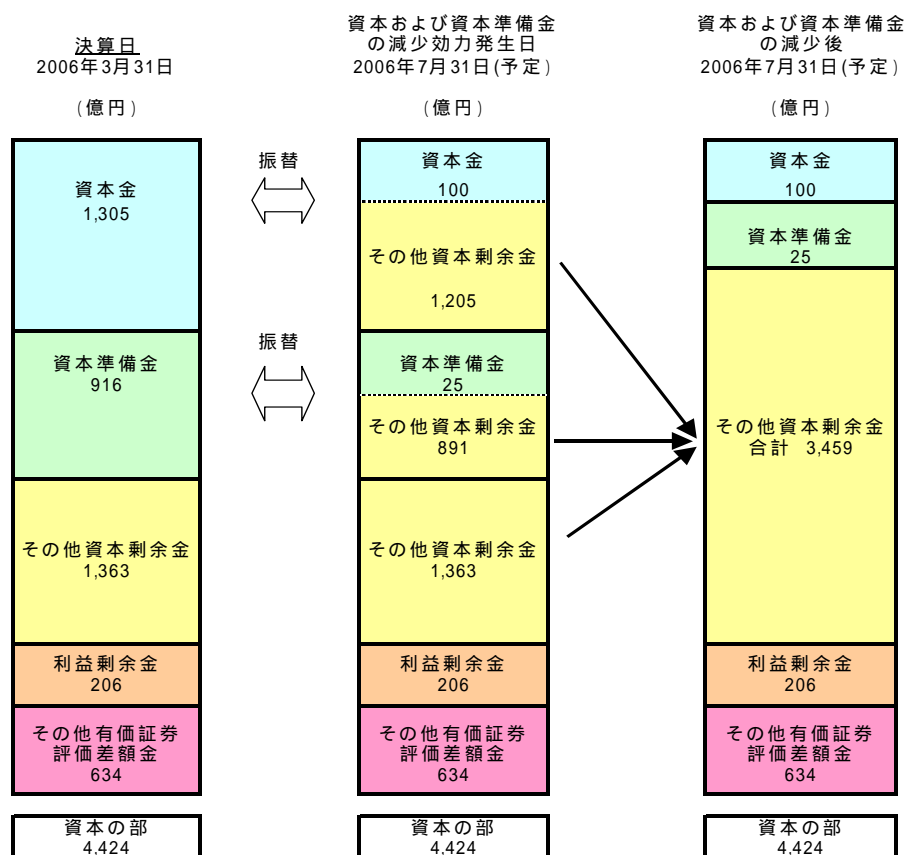 決算日
2006年3月31日
(億円)
資本金
1,305
資本準備金
916
その他資本剰余金
1,363
利益剰余金
206
その他有価証券
評価差額金
634
資本の部
4,424
振替
振替
資本および資本準備金
の減少効力発生日
2006年7月31日(予定)
(億円)
資本金
100
その他資本剰余金
1,205
資本準備金
25
その他資本剰余金
891
その他資本剰余金
1,363
利益剰余金
206
その他有価証券
評価差額金
634
資本の部
4,424
資本および資本準備金
の減少後
2006年7月31日(予定)
(億円)
資本金
100
資本準備金
25
その他資本剰余金
合計 3,459
利益剰余金
206
その他有価証券
評価差額金
634
資本の部
4,424